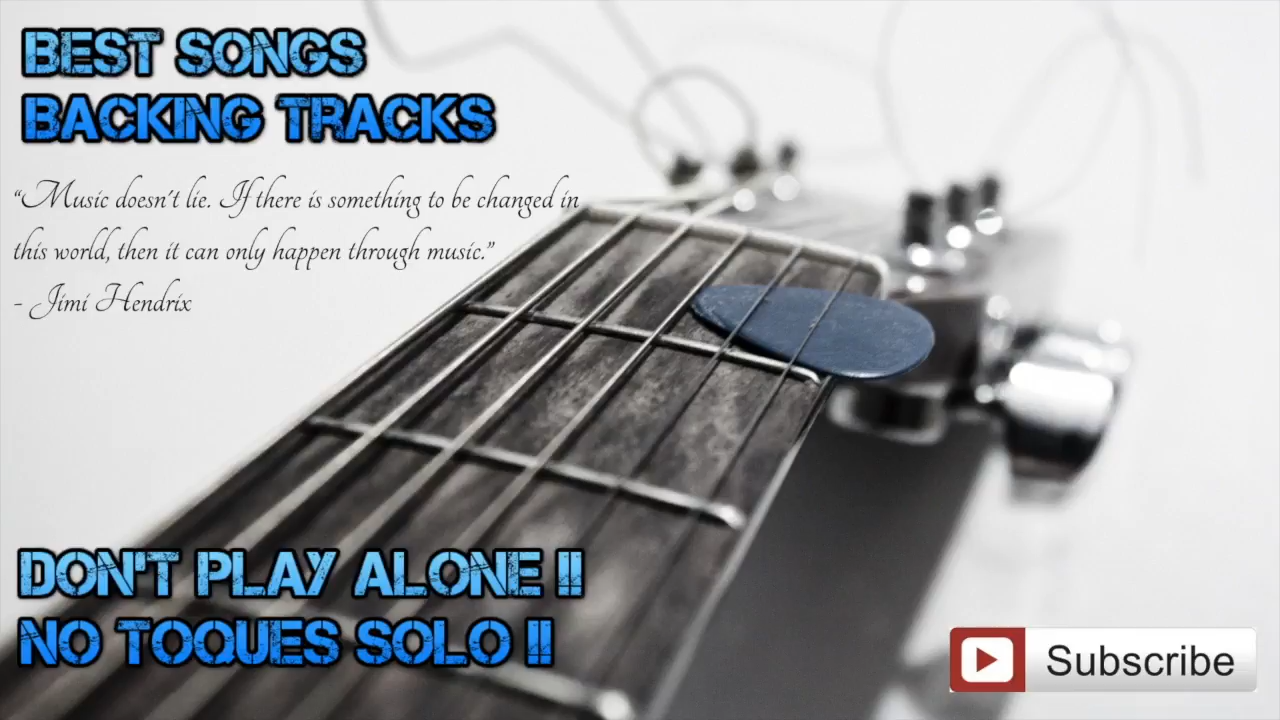 BEST SONGS
BACKING TRACKS
“Music doesn't lie. If there is something to be changed in
this world, then it can only happen through music.”
- Jimi Hendrix
DON'T PLAY ALONE !!
NO TOQUES SOLO !!
Subscribe